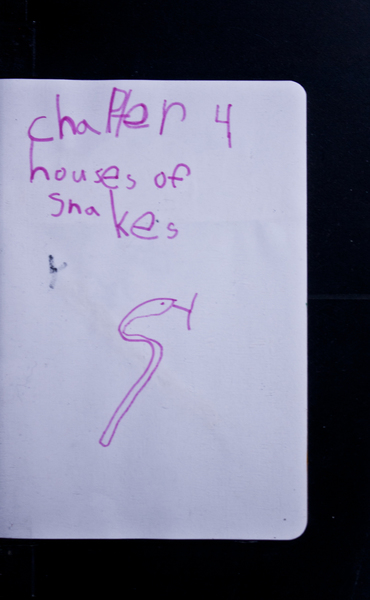 chapter 4
houses of
snakes